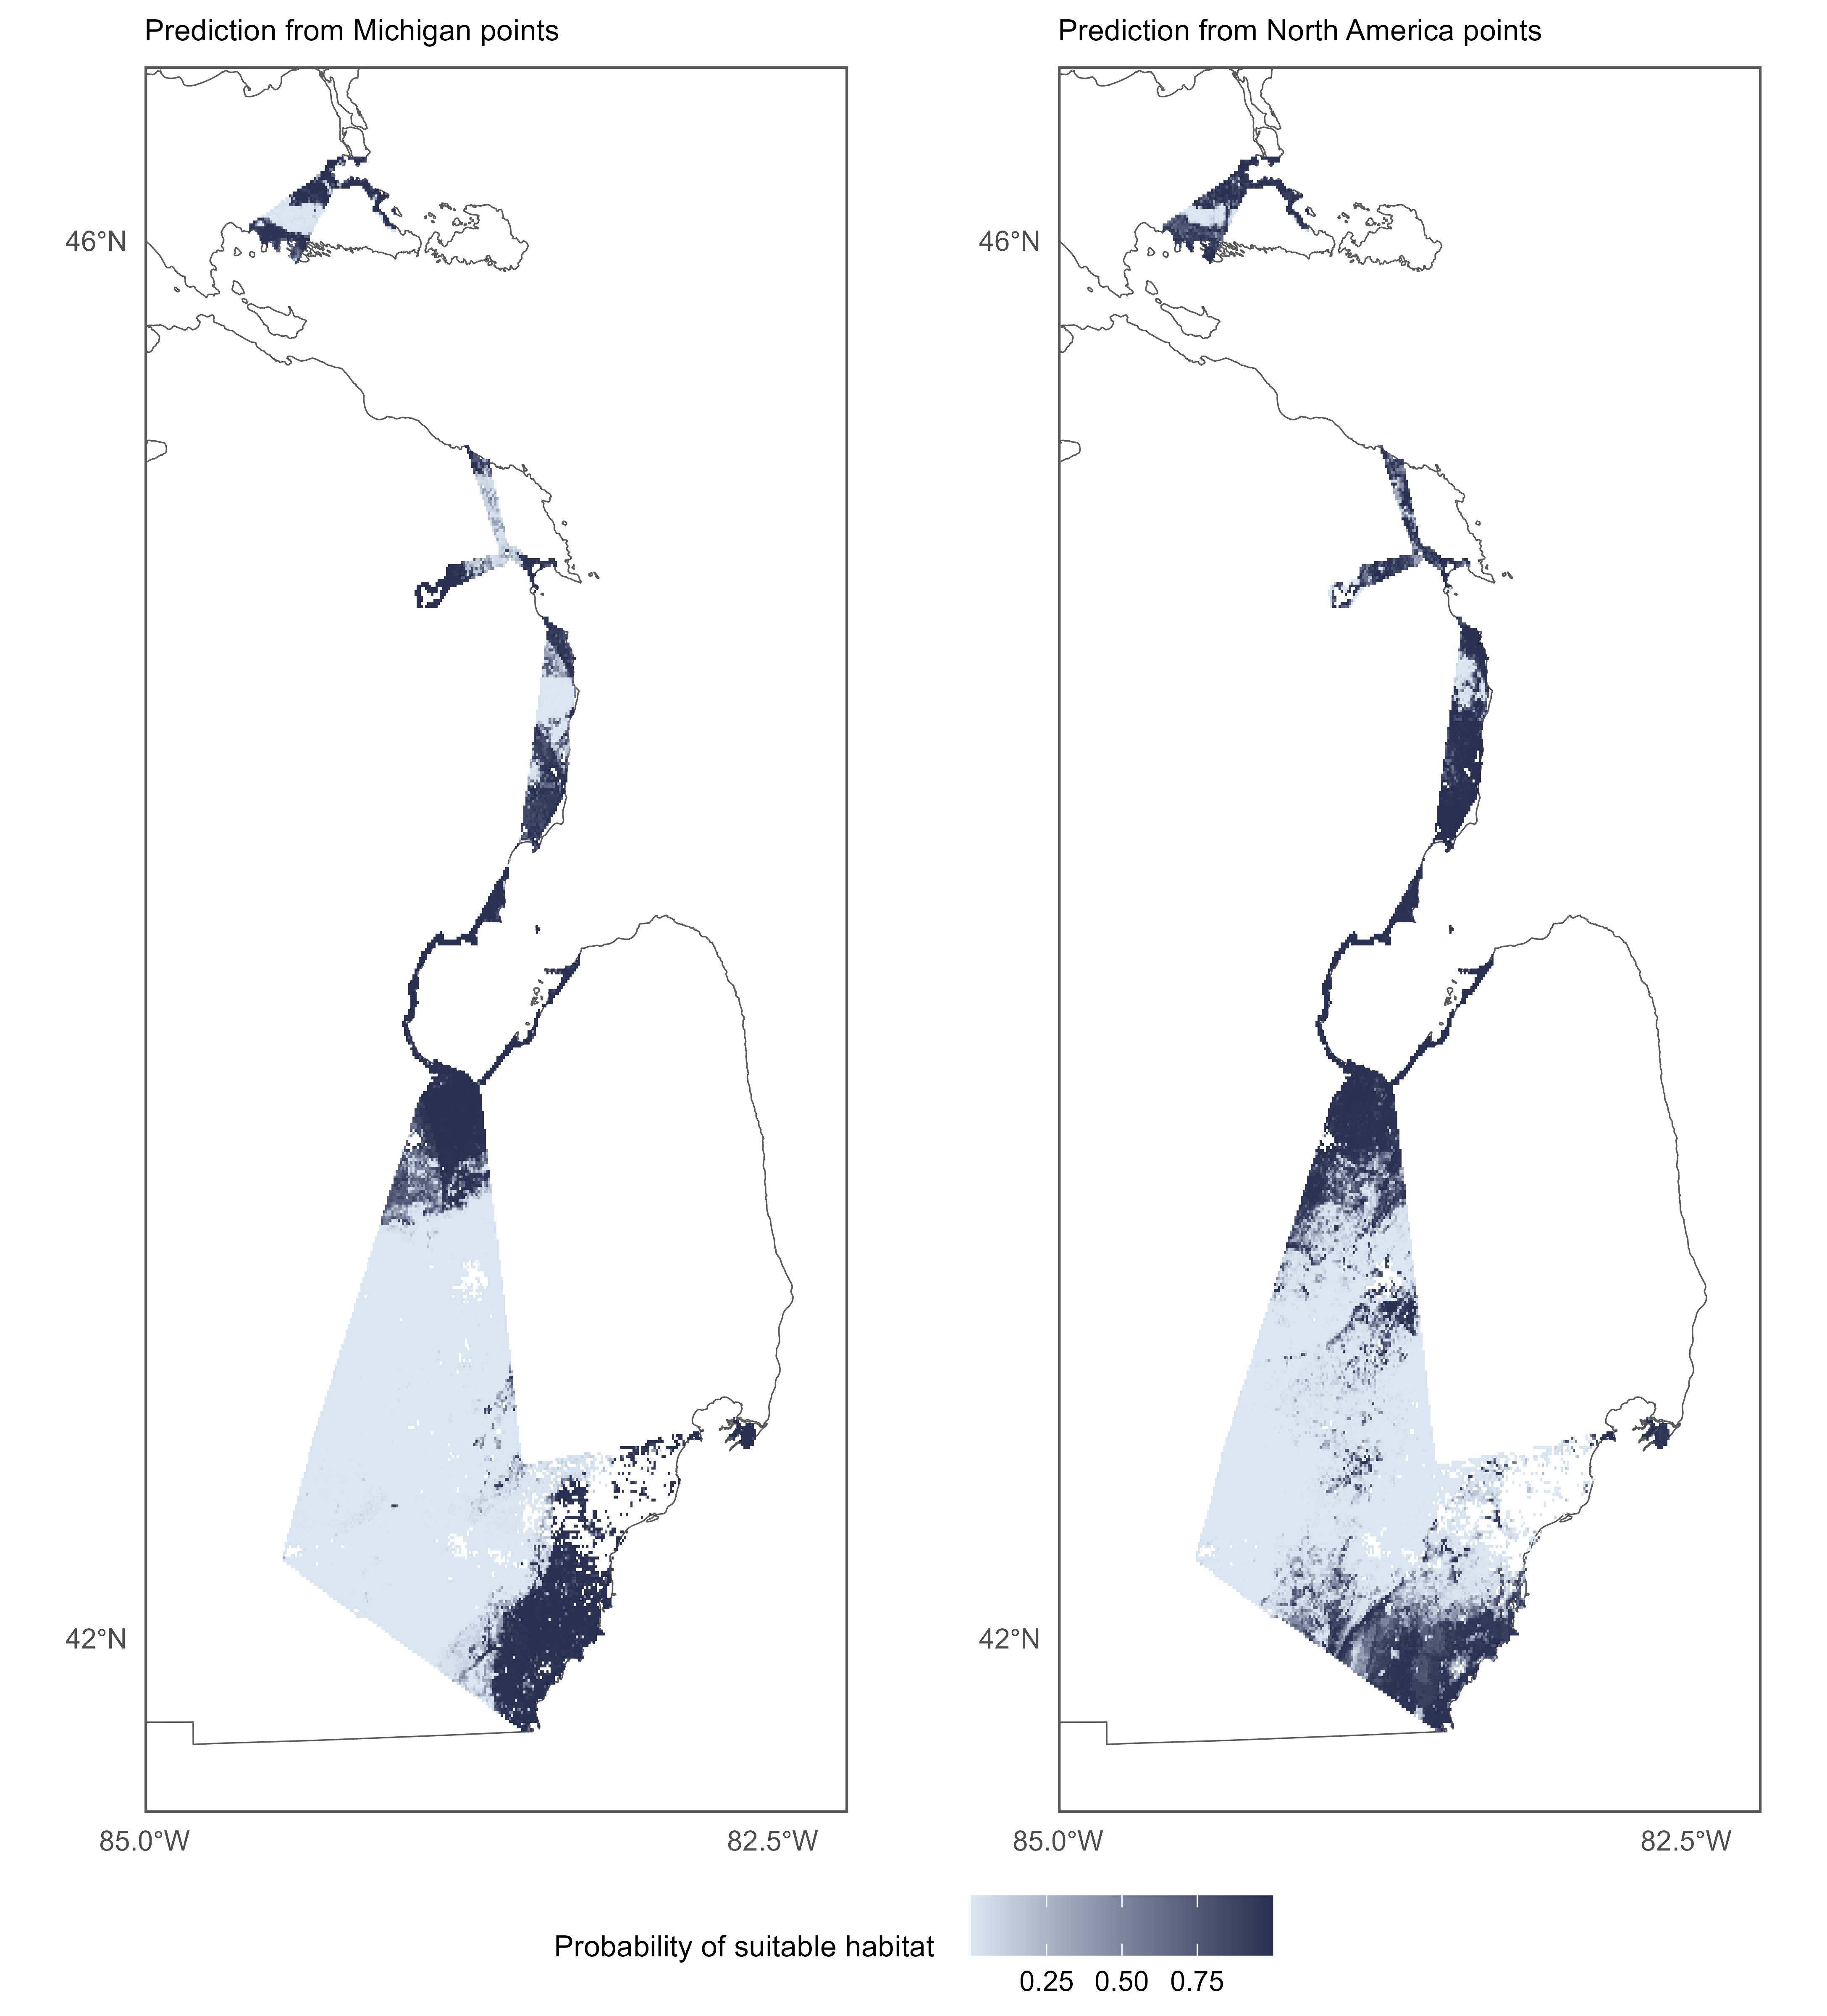 Prediction from Michigan points
Prediction from North America points
46°N
46°N
42°N
42°N
85.0°W
82.5°W
85.0°W
82.5°W
Probability of suitable habitat
0.25 0.50 0.75